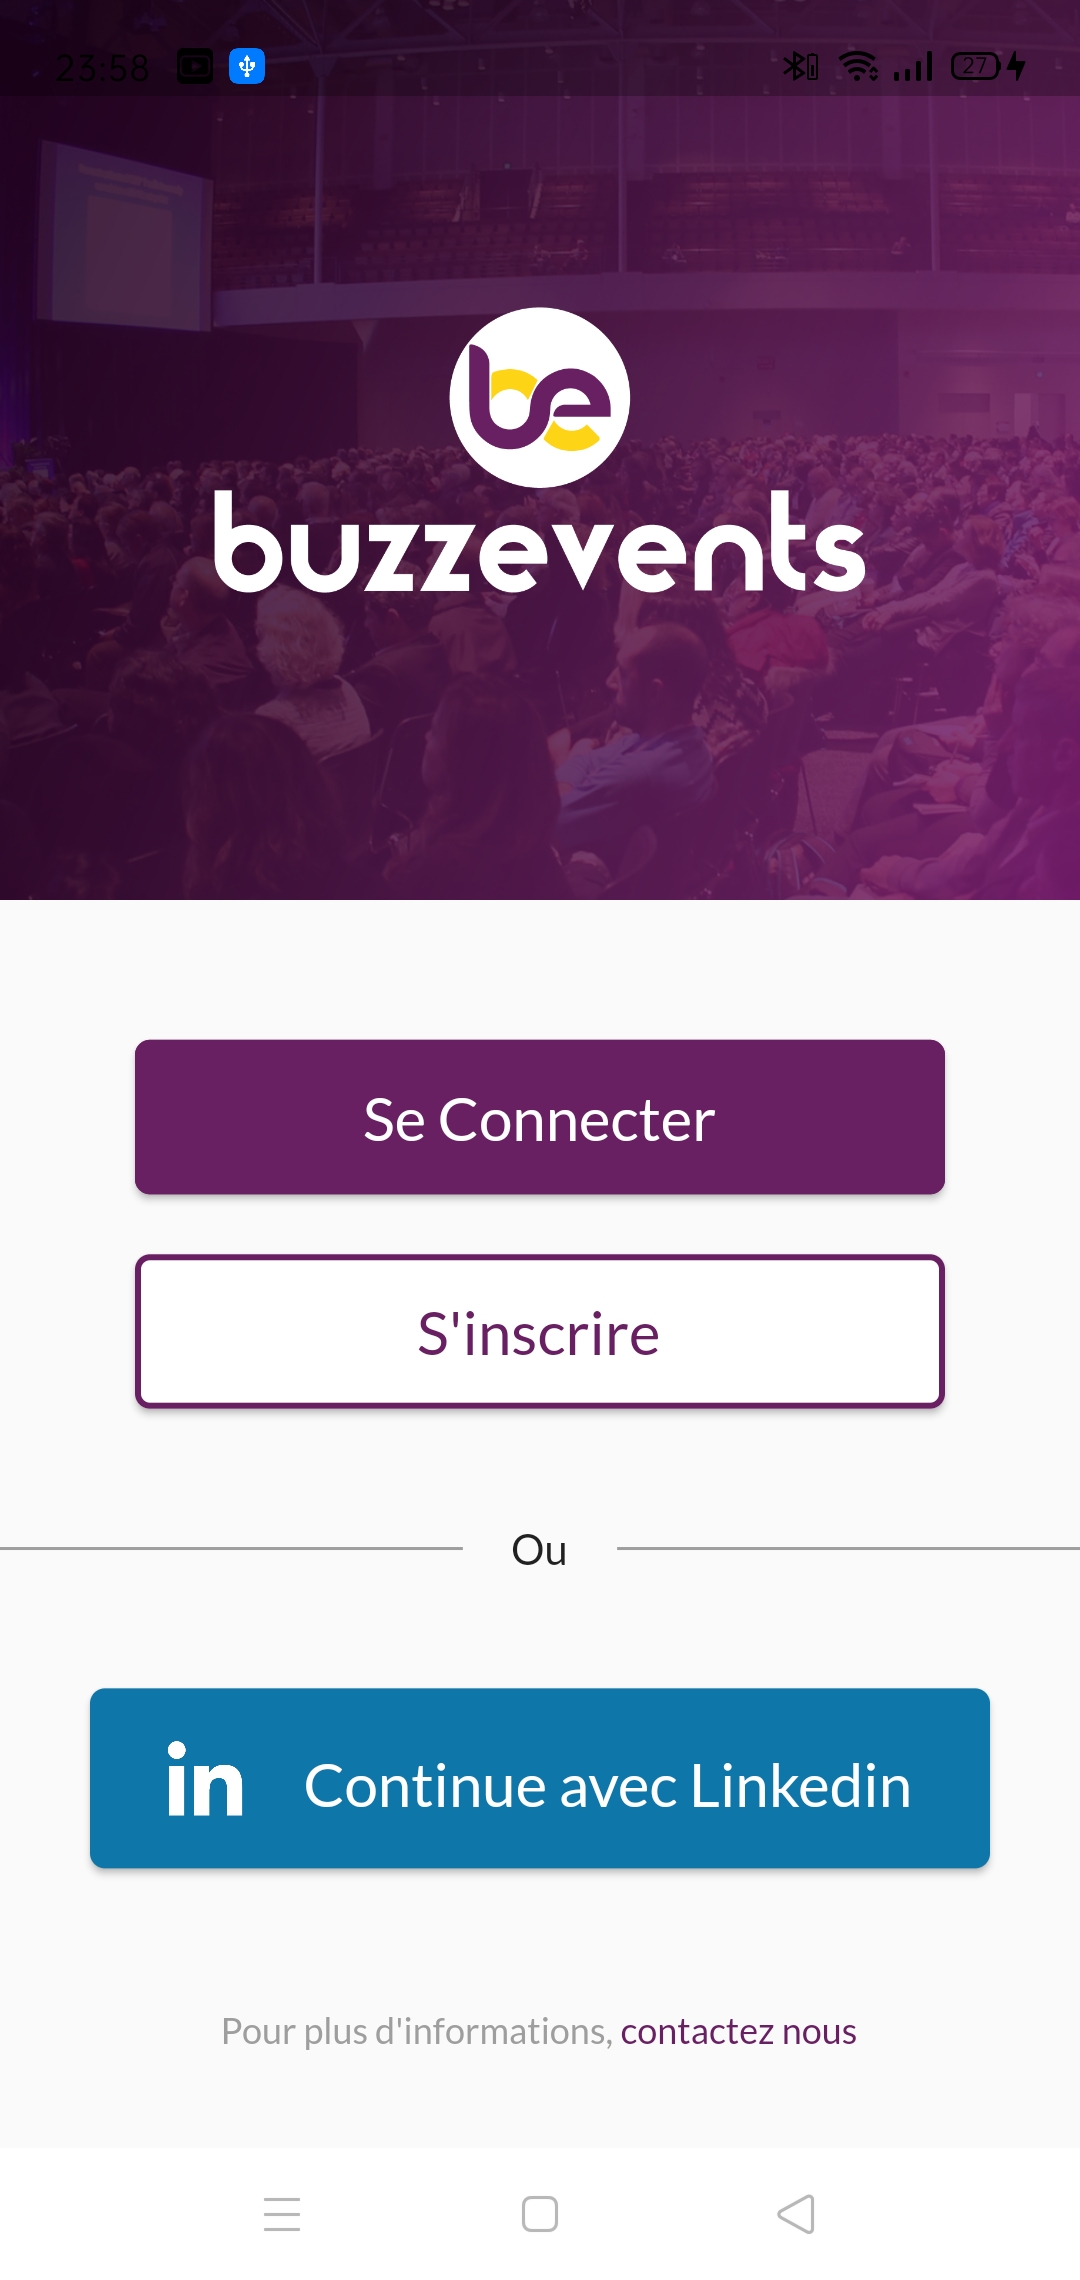 23:58
27
be
buzzevents
Se Connecter
S'inscrire
Ou
in Continue avec Linkedin
Pour plus d'informations, contactez nous